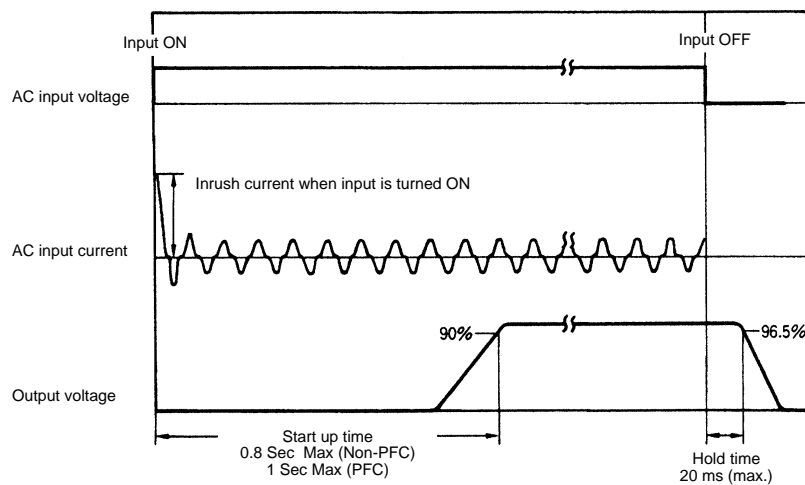 Input ON
Input OFF
AC input voltage
Inrush current when input is turned ON
AC input current
90%
96.5%
Output voltage
Start up time
0.8 Sec Max (Non-PFC)
1 Sec Max (PFC)
Hold time
20 ms (max.)